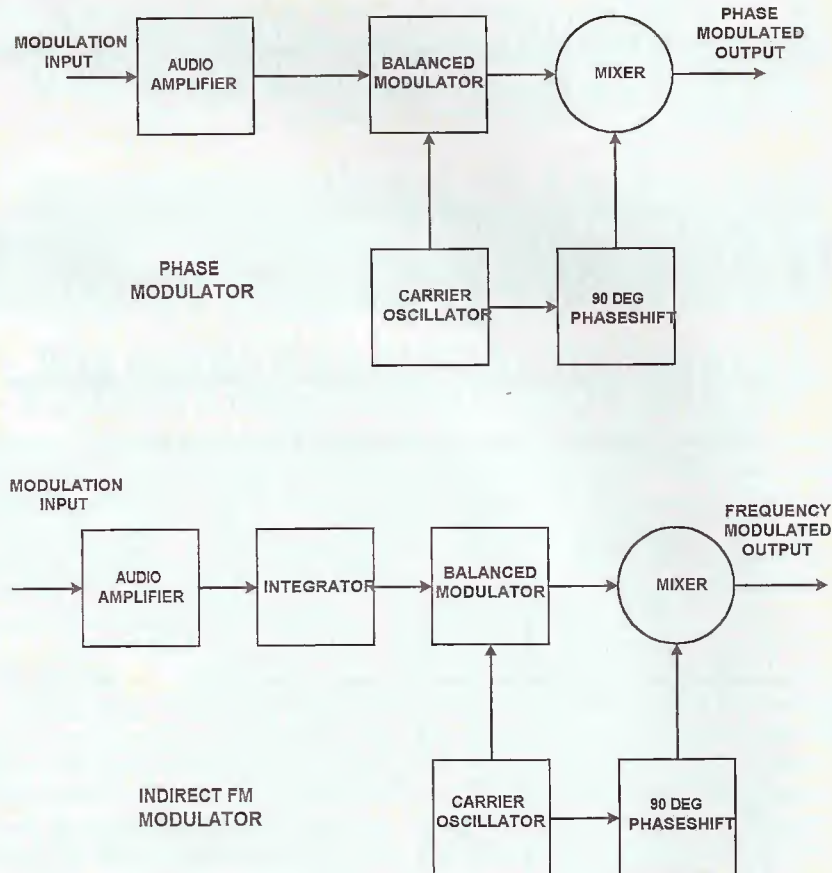 MODULATION
INPUT
AUDIO
AMPLIFIER
BALANCED
MODULATOR
MIXER
PHASE
MODULATED
OUTPUT
PHASE
MODULATOR
CARRIER
OSCILLATOR
90 DEG
PHASESHIFT
MODULATION
INPUT
AUDIO
AMPLIFIER
INTEGRATOR
BALANCED
MODULATOR
MIXER
FREQUENCY
MODULATED
OUTPUT
INDIRECT FM
MODULATOR
CARRIER
OSCILLATOR
90 DEG
PHASESHIFT